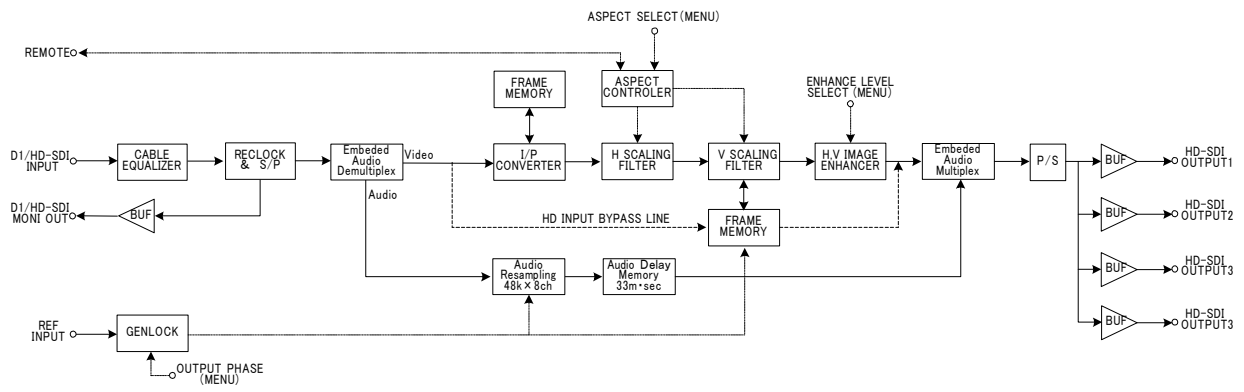 ASPECT SELECT(MENU)
REMOTE
FRAME
MEMORY
ASPECT
CONTROLER
ENHANCE LEVEL
SELECT (MENU)
D1/HD-SDI
INPUT
CABLE
EQUALIZER
RECLOCK
& S/P
Embeded
Audio
Demultiplex
Video
I/P
CONVERTER
H SCALING
FILTER
V SCALING
FILTER
H,V IMAGE
ENHANCER
Embeded
Audio
Multiplex
P/S
BUF
HD-SDI
OUTPUT1
D1/HD-SDI
MONI OUT
BUF
Audio
HD INPUT BYPASS LINE
FRAME
MEMORY
BUF
HD-SDI
OUTPUT2
Audio
Resampling
48k×8ch
Audio Delay
Memory
33m・sec
BUF
HD-SDI
OUTPUT3
REF
INPUT
GENLOCK
BUF
HD-SDI
OUTPUT3
OUTPUT PHASE
(MENU)